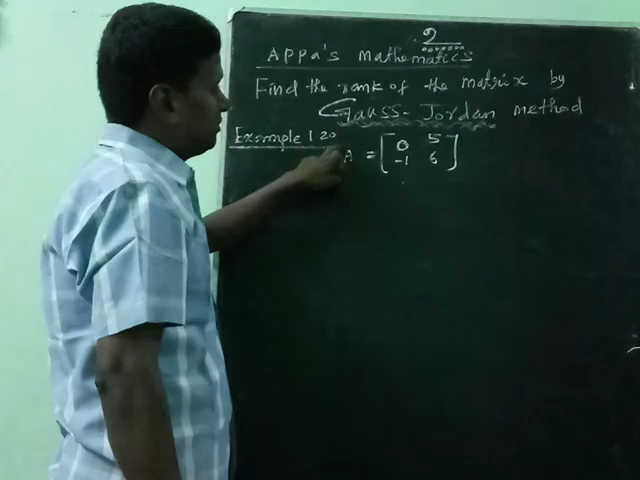 2
APPA's mathematics
Find the rank of the matrix by
Gauss-Jordan method
Example 1 20
A = [ 0 5
-1 6 ]